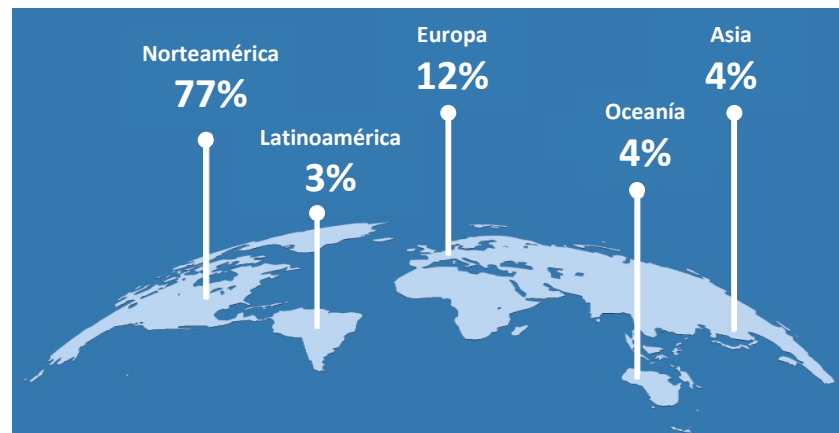 Norteamérica
77%
Latinoamérica
3%
Europa
12%
Oceanía
4%
Asia
4%